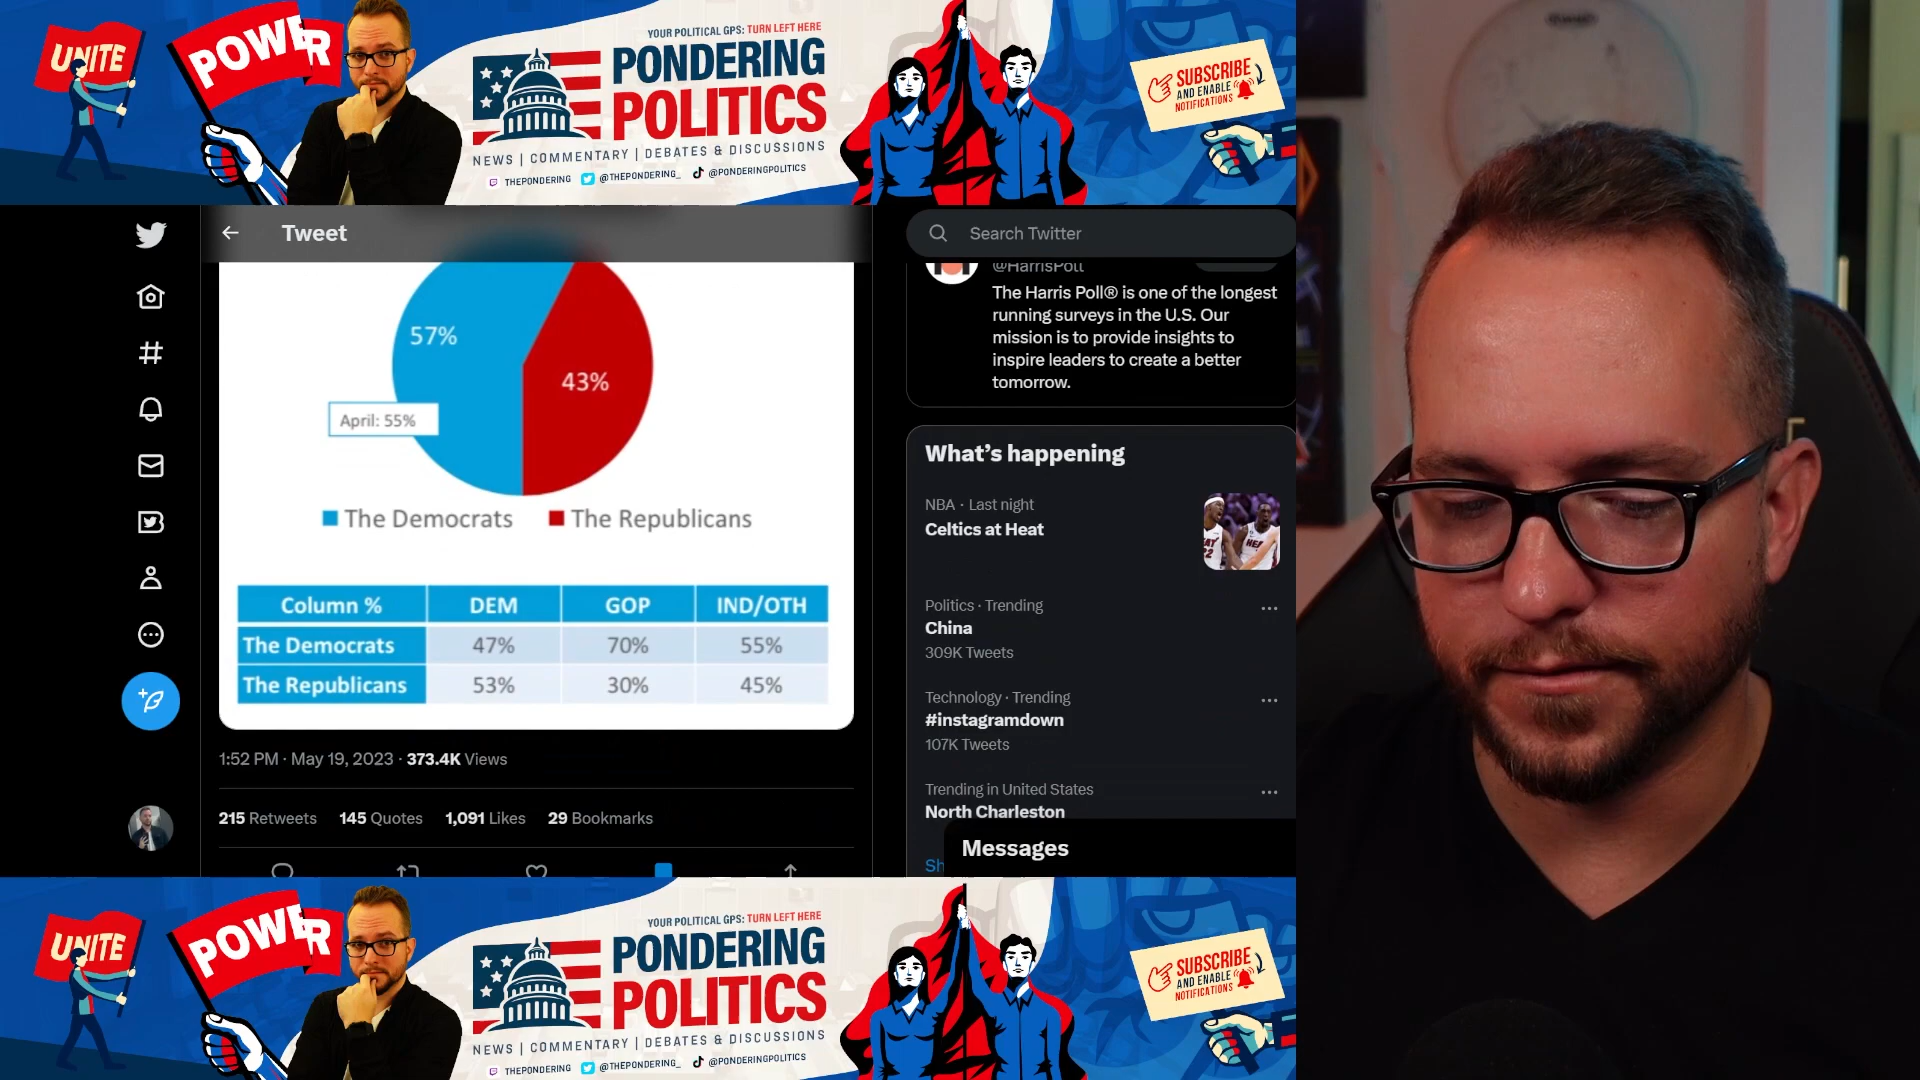 UNITE
POWER
YOUR POLITICAL GPS: TURN LEFT HERE
PONDERING
POLITICS
NEWS | COMMENTARY | DEBATES & DISCUSSIONS
THEPONDERING @THEPONDERING_ @PONDERINGPOLITICS
SUBSCRIBE
AND ENABLE
NOTIFICATIONS
Tweet
57%
43%
April: 55%
The Democrats The Republicans
Column % DEM GOP IND/OTH
The Democrats 47% 70% 55%
The Republicans 53% 30% 45%
1:52 PM · May 19, 2023 · 373.4K Views
215 Retweets 145 Quotes 1,091 Likes 29 Bookmarks
Search Twitter
@HarrisPoll
The Harris Poll® is one of the longest
running surveys in the U.S. Our
mission is to provide insights to
inspire leaders to create a better
tomorrow.
What's happening
NBA · Last night
Celtics at Heat
Politics · Trending
China
309K Tweets
Technology · Trending
#instagramdown
107K Tweets
Trending in United States
North Charleston
Sh
Messages
UNITE
POWER
YOUR POLITICAL GPS: TURN LEFT HERE
PONDERING
POLITICS
NEWS | COMMENTARY | DEBATES & DISCUSSIONS
THEPONDERING @THEPONDERING_ @PONDERINGPOLITICS
SUBSCRIBE
AND ENABLE
NOTIFICATIONS